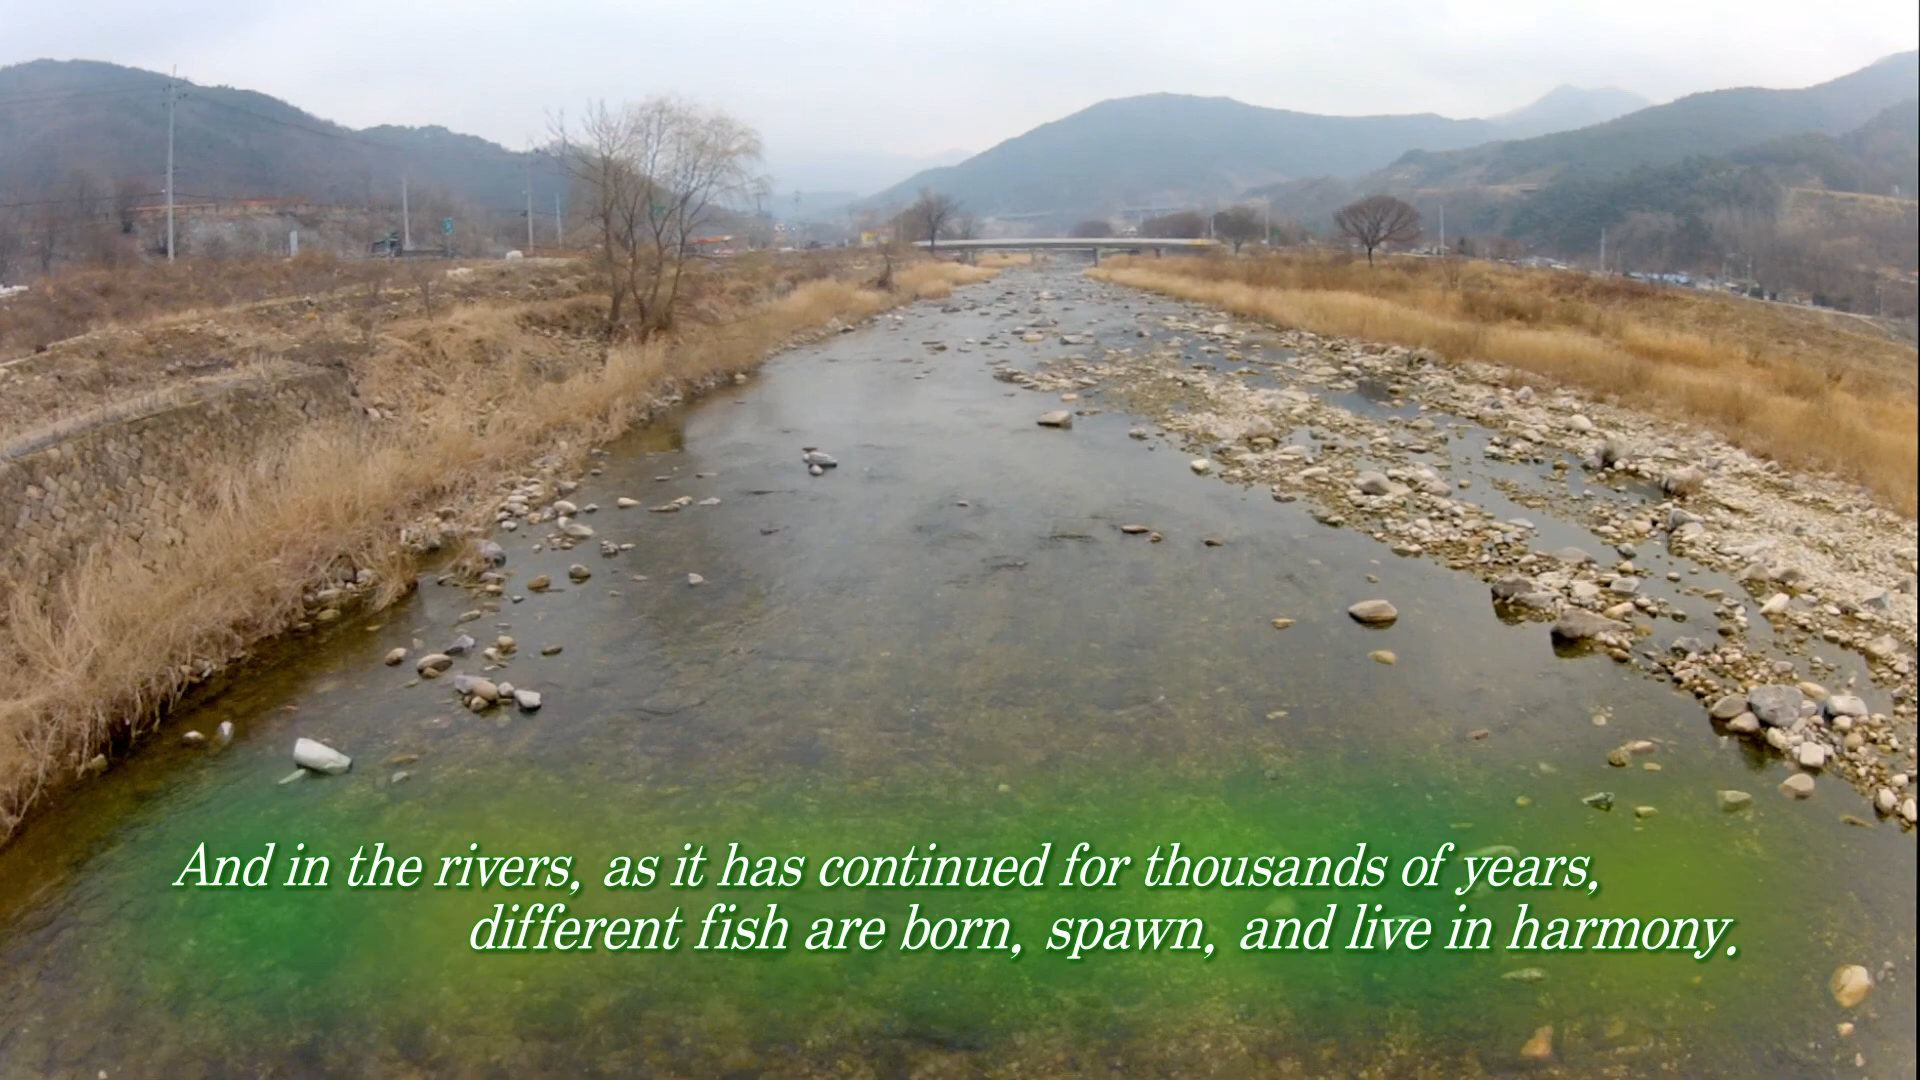 And in the rivers, as it has continued for thousands of years,
different fish are born, spawn, and live in harmony.